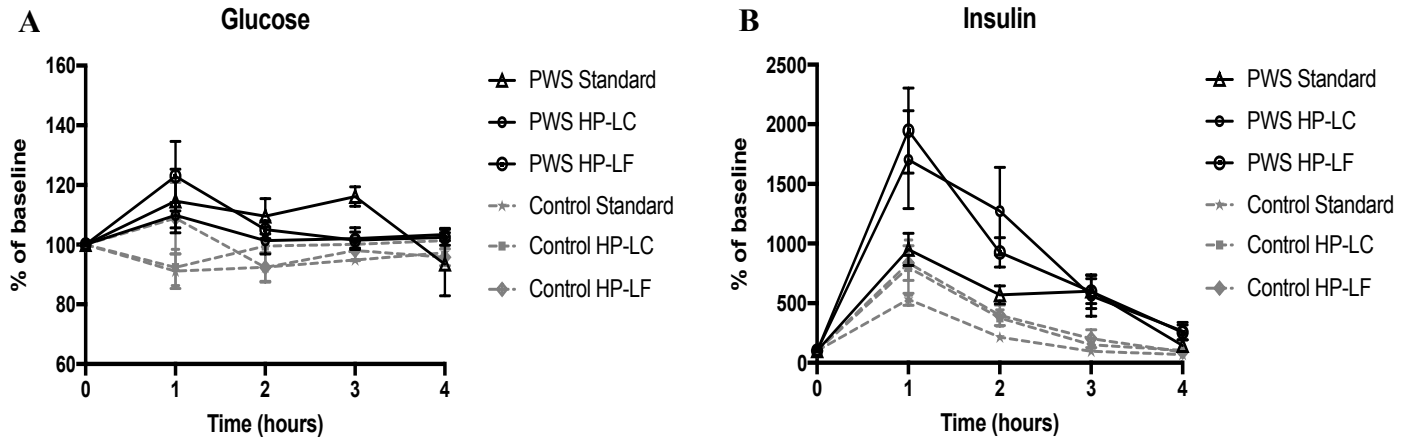 A
Glucose
% of baseline
160
140
120
100
80
60
0
1
2
3
4
Time (hours)
PWS Standard
PWS HP-LC
PWS HP-LF
Control Standard
Control HP-LC
Control HP-LF
B
Insulin
% of baseline
2500
2000
1500
1000
500
0
0
1
2
3
4
Time (hours)
PWS Standard
PWS HP-LC
PWS HP-LF
Control Standard
Control HP-LC
Control HP-LF